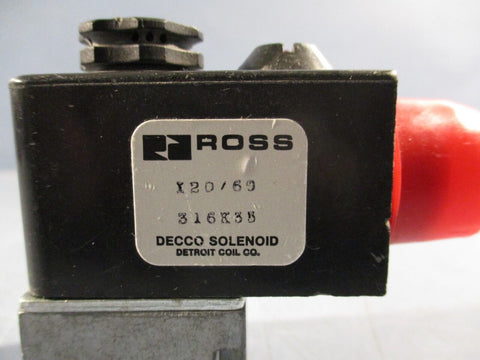 ROSS
120/60
316K35
DECCO SOLENOID
DETROIT COIL CO.